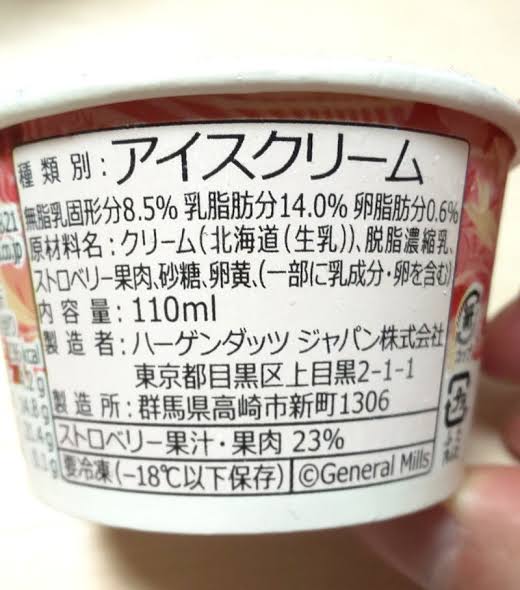 種類別:アイスクリーム
無脂乳固形分8.5% 乳脂肪分14.0% 卵脂肪分0.6%
原材料名:クリーム(北海道(生乳))、脱脂濃縮乳、
ストロベリー果肉、砂糖、卵黄、(一部に乳成分・卵を含む)
内容量:110ml
製造者:ハーゲンダッツ ジャパン株式会社
東京都目黒区上目黒2-1-1
製造所:群馬県高崎市新町1306
ストロベリー果汁・果肉 23%
要冷凍(-18℃以下保存)
©General Mills